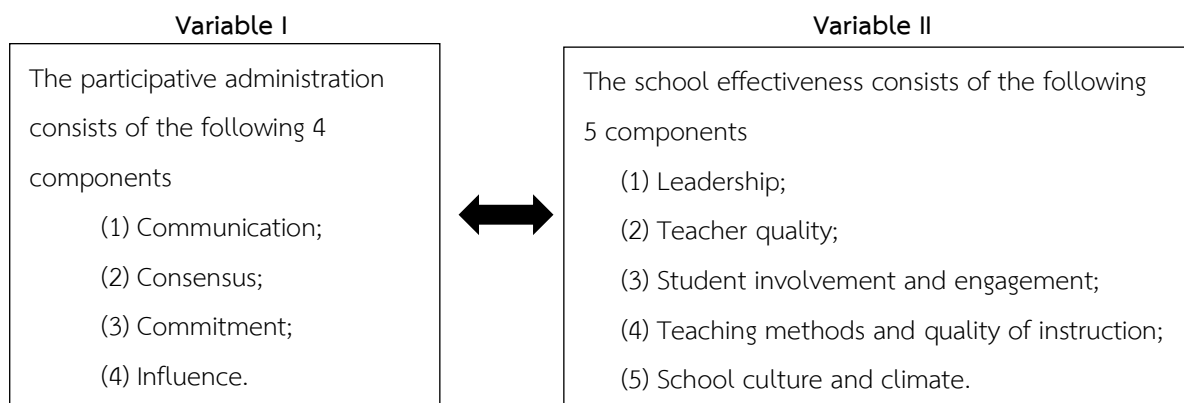 Variable I
The participative administration
consists of the following 4
components
(1) Communication;
(2) Consensus;
(3) Commitment;
(4) Influence.
Variable II
The school effectiveness consists of the following
5 components
(1) Leadership;
(2) Teacher quality;
(3) Student involvement and engagement;
(4) Teaching methods and quality of instruction;
(5) School culture and climate.